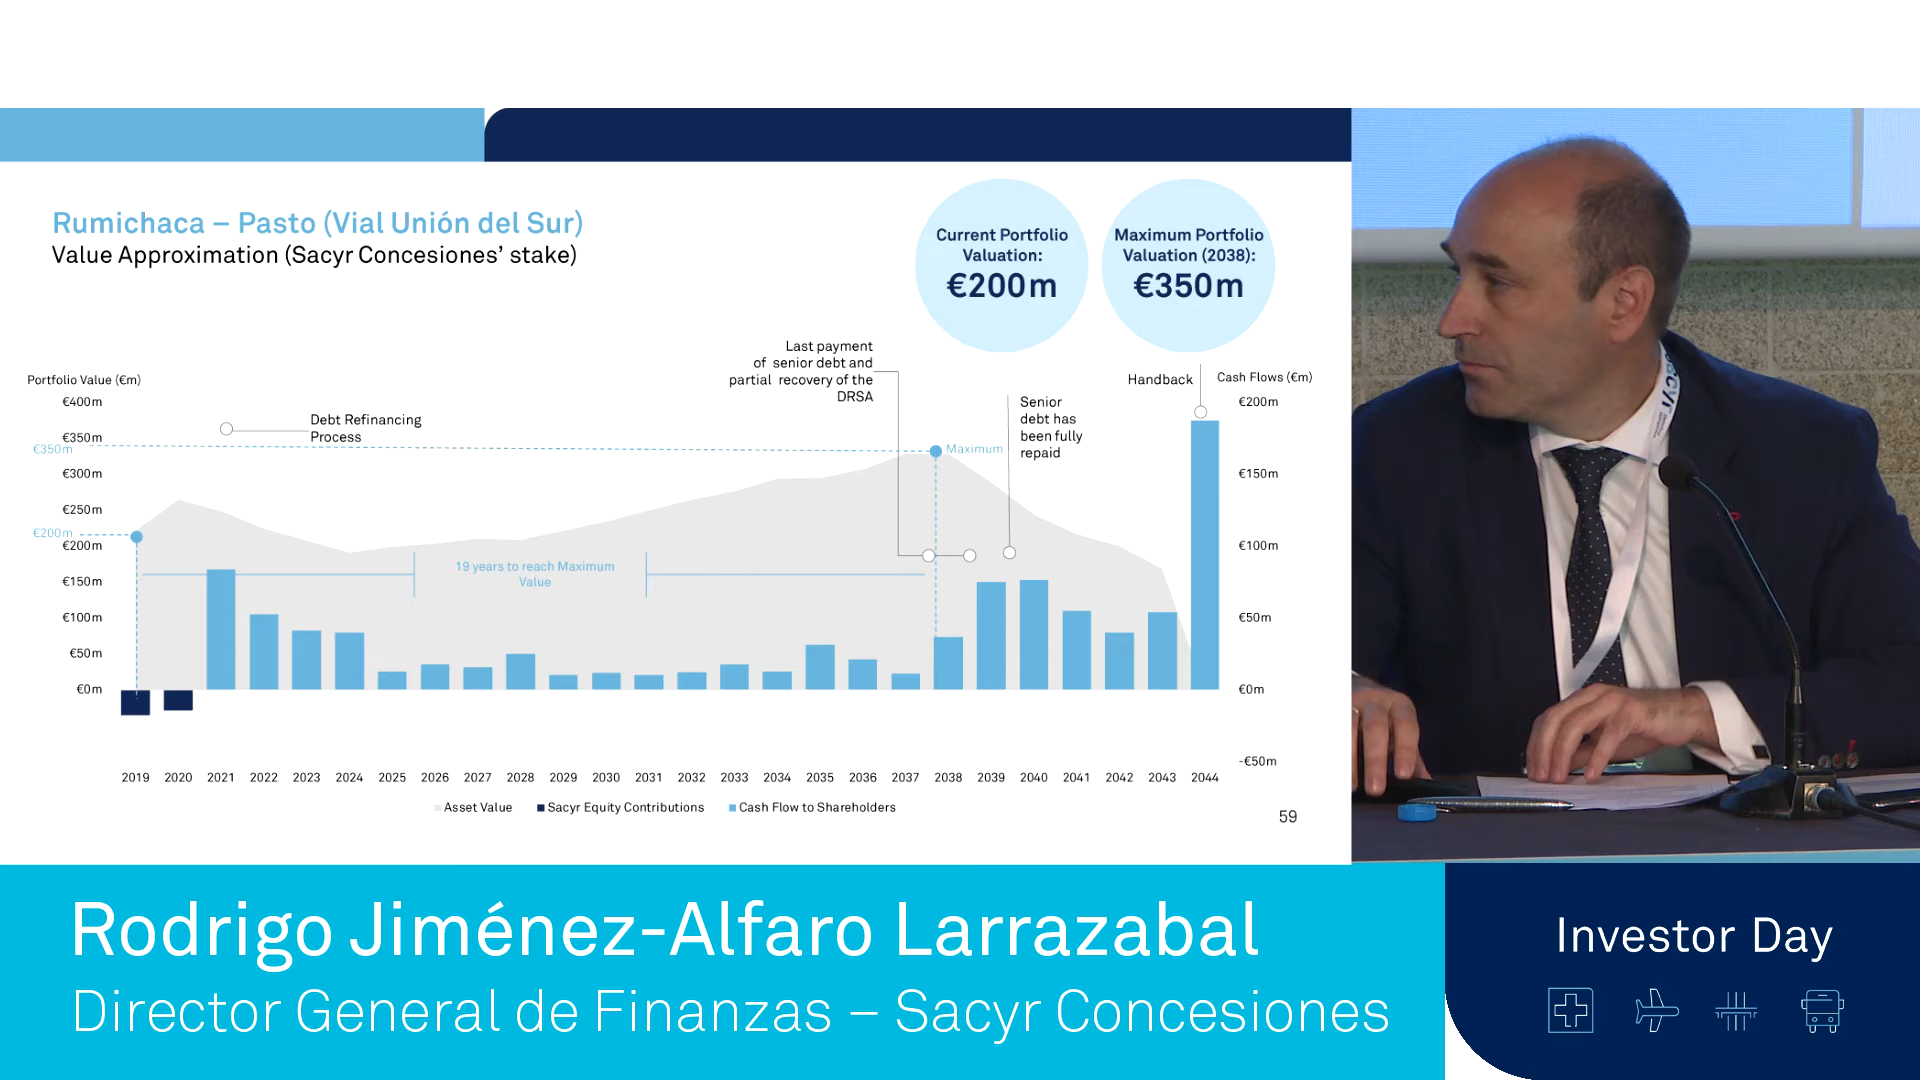 Rumichaca – Pasto (Vial Unión del Sur)
Value Approximation (Sacyr Concesiones’ stake)
Current Portfolio
Valuation:
€200m
Maximum Portfolio
Valuation (2038):
€350m
Last payment
of senior debt and
partial recovery of the
DRSA
Senior
debt has
been fully
repaid
Handback
Debt Refinancing
Process
Portfolio Value (€m)
€400m
€350m
€350m
€300m
€250m
€200m
€200m
€150m
€100m
€50m
€0m
Maximum
19 years to reach Maximum
Value
Cash Flows (€m)
€200m
€150m
€100m
€50m
€0m
-€50m
2019 2020 2021 2022 2023 2024 2025 2026 2027 2028 2029 2030 2031 2032 2033 2034 2035 2036 2037 2038 2039 2040 2041 2042 2043 2044
Asset Value Sacyr Equity Contributions Cash Flow to Shareholders
59
Rodrigo Jiménez-Alfaro Larrazabal
Director General de Finanzas – Sacyr Concesiones
Investor Day